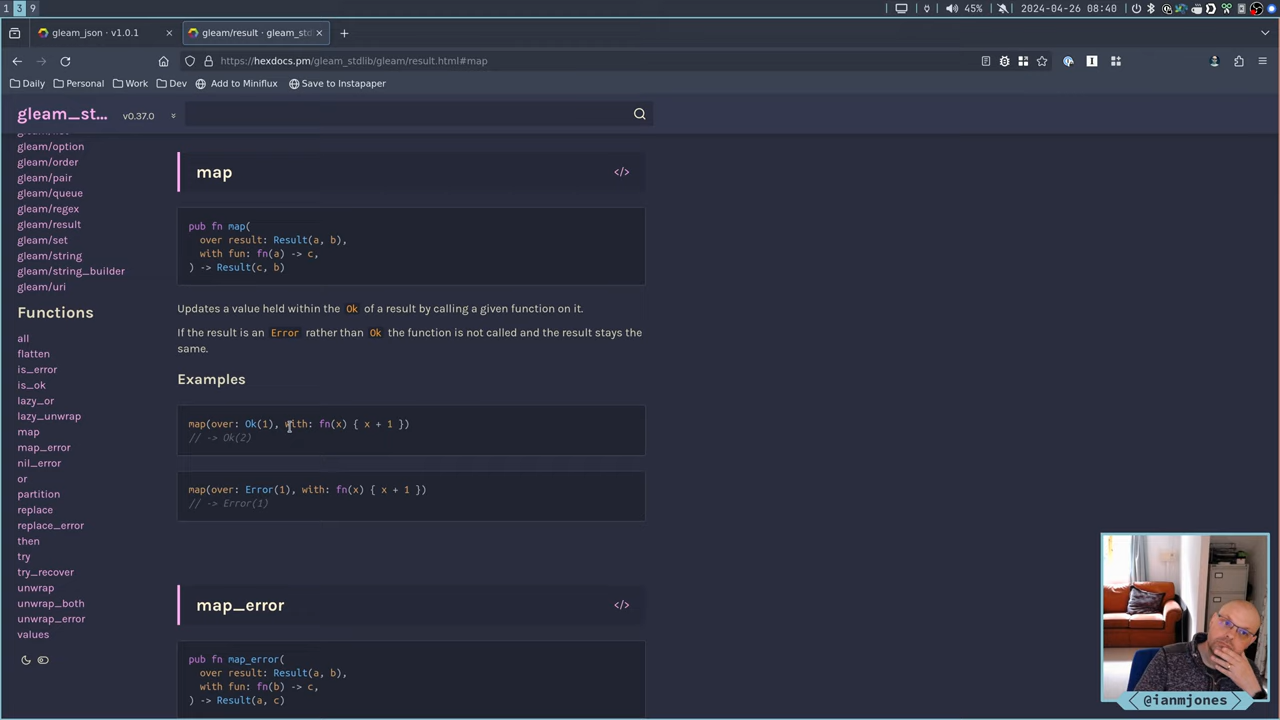 1 3 9
45%
2024-04-26 08:40
gleam_json · v1.0.1
gleam/result · gleam_std
https://hexdocs.pm/gleam_stdlib/gleam/result.html#map
Daily
Personal
Work
Dev
Add to Miniflux
Save to Instapaper
gleam_st...
v0.37.0
gleam/option
gleam/order
gleam/pair
gleam/queue
gleam/regex
gleam/result
gleam/set
gleam/string
gleam/string_builder
gleam/uri
Functions
all
flatten
is_error
is_ok
lazy_or
lazy_unwrap
map
map_error
nil_error
or
partition
replace
replace_error
then
try
try_recover
unwrap
unwrap_both
unwrap_error
values
map
</>
pub fn map(
over result: Result(a, b),
with fun: fn(a) -> c,
) -> Result(c, b)
Updates a value held within the Ok of a result by calling a given function on it.
If the result is an Error rather than Ok the function is not called and the result stays the
same.
Examples
map(over: Ok(1), with: fn(x) { x + 1 })
// -> Ok(2)
map(over: Error(1), with: fn(x) { x + 1 })
// -> Error(1)
map_error
</>
pub fn map_error(
over result: Result(a, b),
with fun: fn(b) -> c,
) -> Result(a, c)
@ianmjones